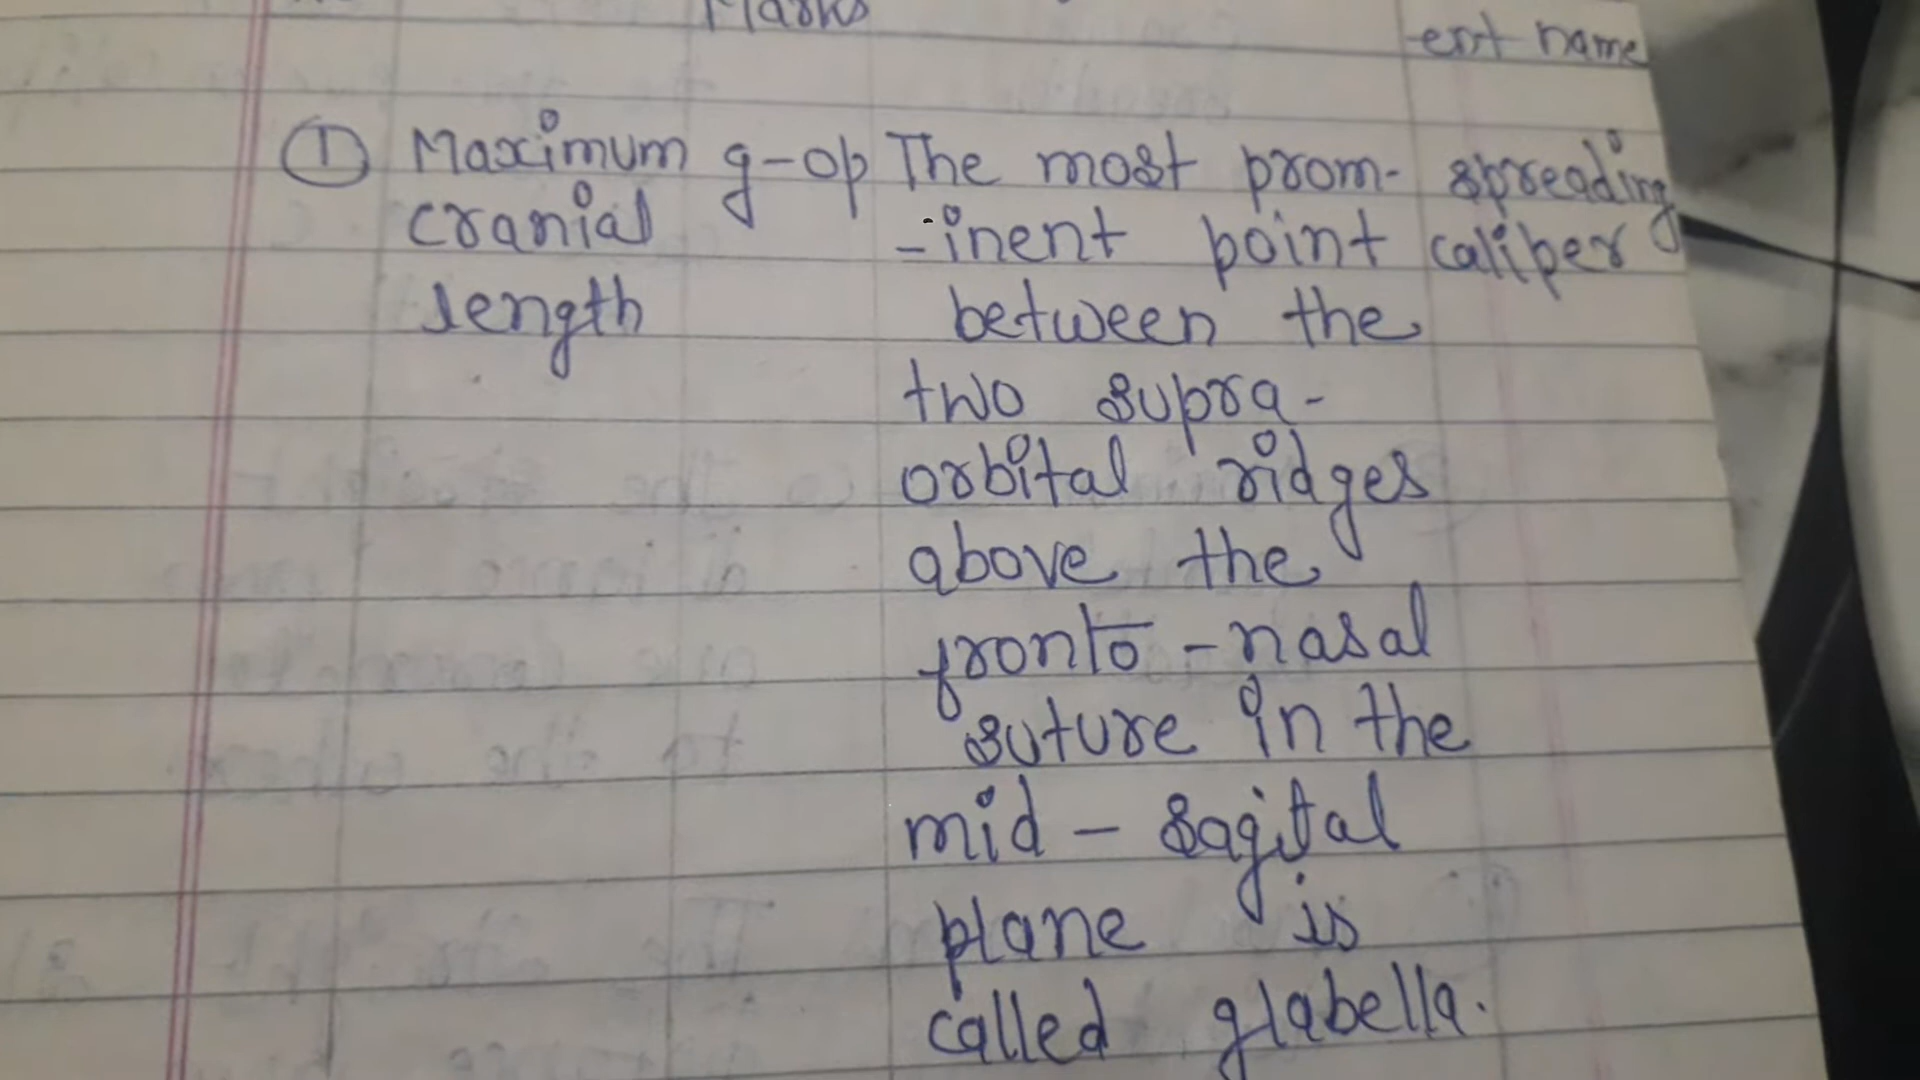 Marks
-ent name
① Maximum g-op The most prom- spreading
cranial -inent point caliper
length between the
two supra-
orbital ridges
above the
fronto-nasal
suture in the
mid-sagital
plane is
called glabella.